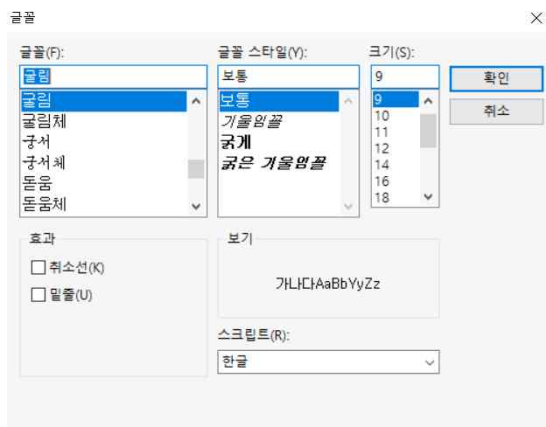 글꼴
글꼴(F):
굴림
굴림
굴림체
궁서
궁서체
돋움
돋움체
글꼴 스타일(Y):
보통
보통
기울임꼴
굵게
굵은 기울임꼴
크기(S):
9
9
10
11
12
14
16
18
확인
취소
효과
취소선(K)
밑줄(U)
보기
가나다AaBbYyZz
스크립트(R):
한글